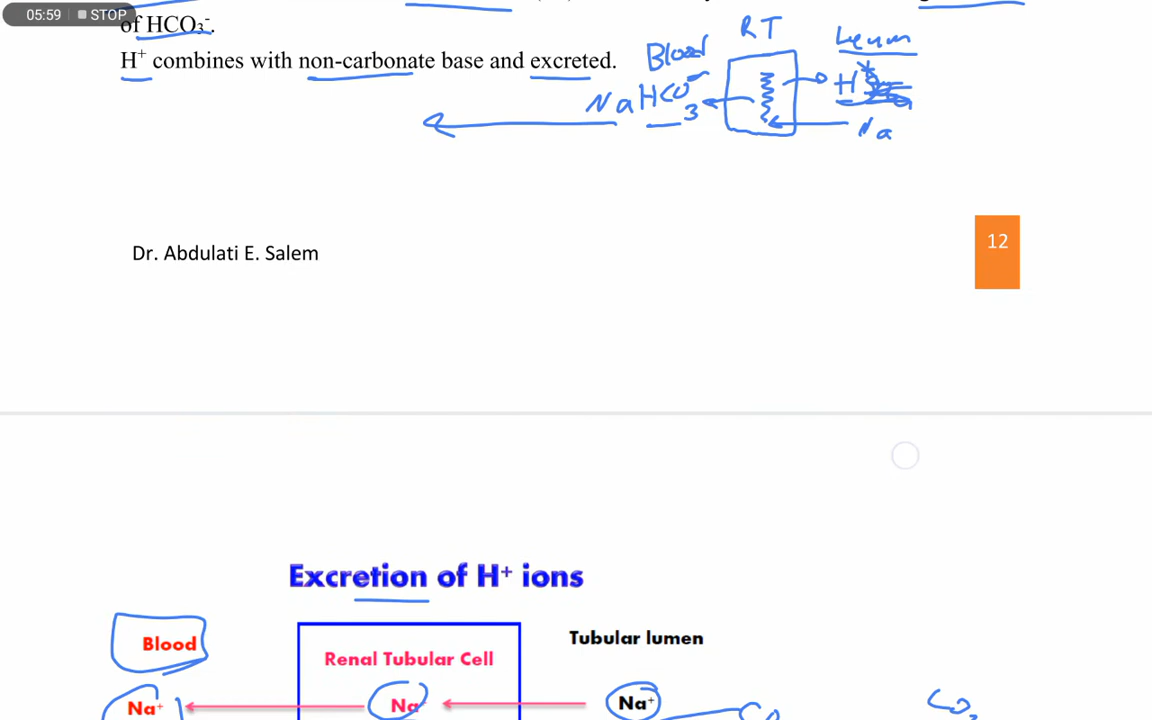 05:59 STOP
of HCO₃⁻.
H⁺ combines with non-carbonate base and excreted.
Blood RT
NaHCO₃⁻ H⁺
Na
Dr. Abdulati E. Salem
12
Excretion of H⁺ ions
Blood
Renal Tubular Cell
Tubular lumen
Na⁺ Na Na⁺